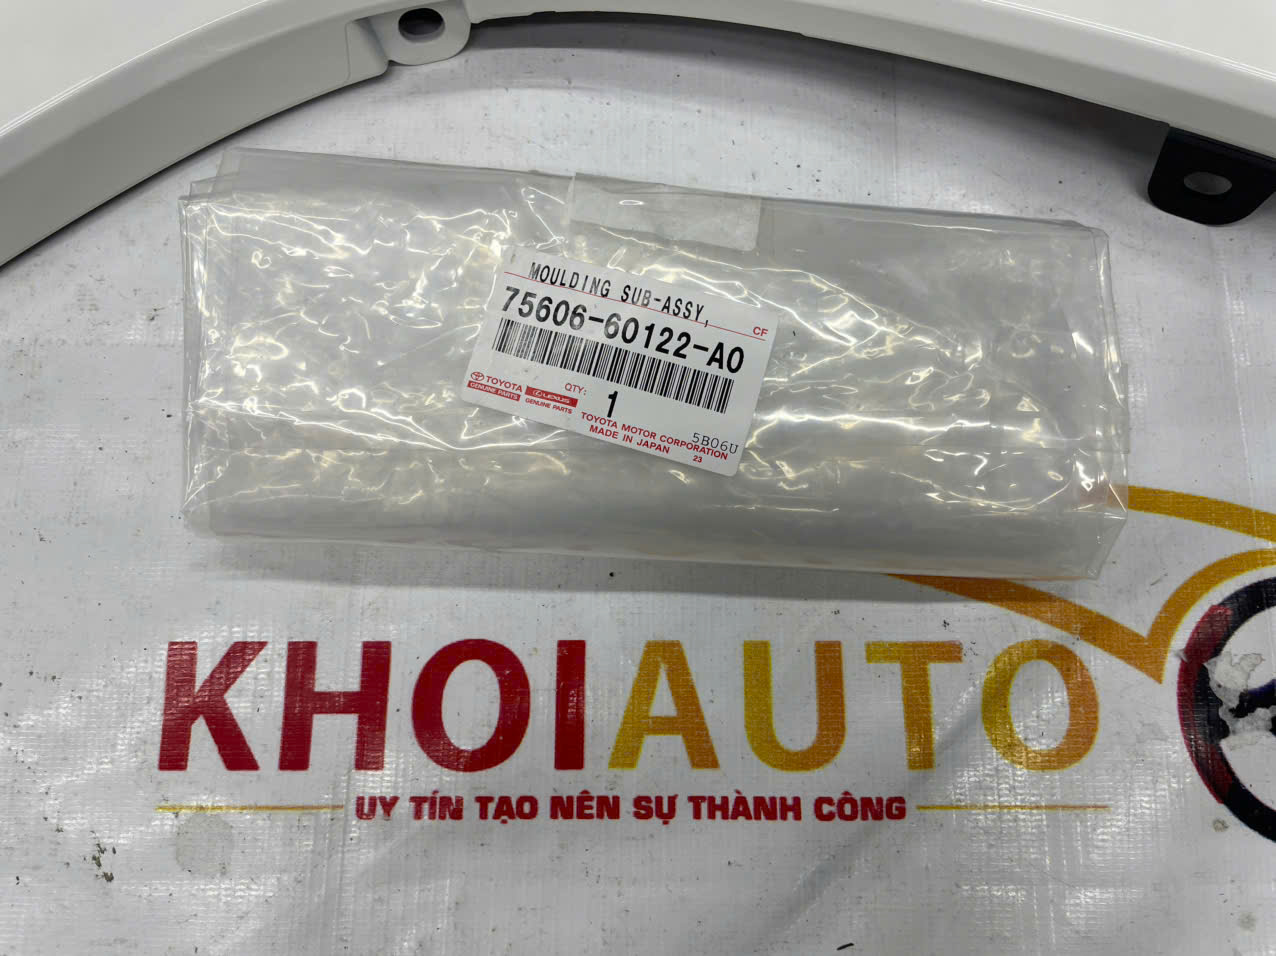 MOULDING SUB-ASSY,
CF
75606-60122-A0
TOYOTA
GENUINE PARTS
LEXUS
GENUINE PARTS
QTY:
1
TOYOTA MOTOR CORPORATION
MADE IN JAPAN
23
5B06U
KHOIAUTO
UY TÍN TẠO NÊN SỰ THÀNH CÔNG